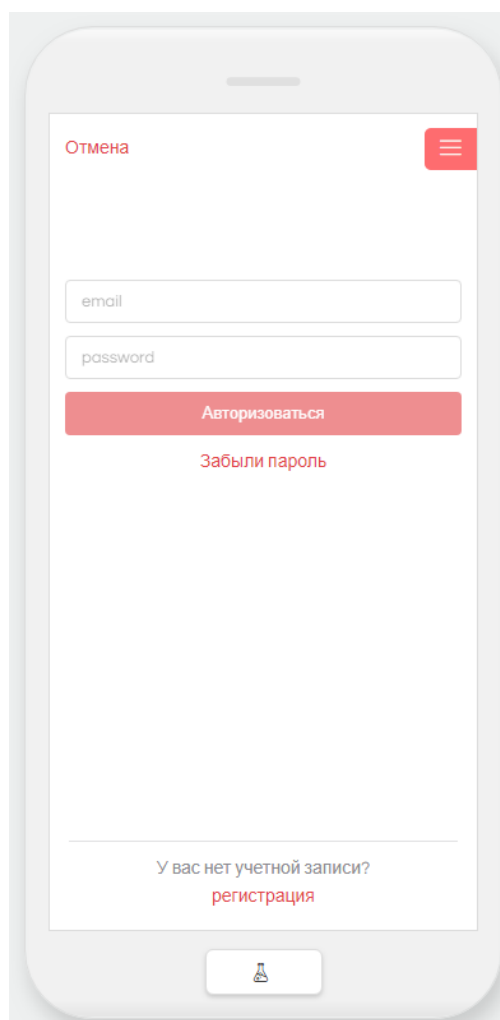 Отмена
email
password
Авторизоваться
Забыли пароль
У вас нет учетной записи?
регистрация